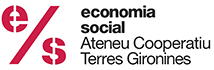 e/s
economia
social
Ateneu Cooperatiu
Terres Gironines